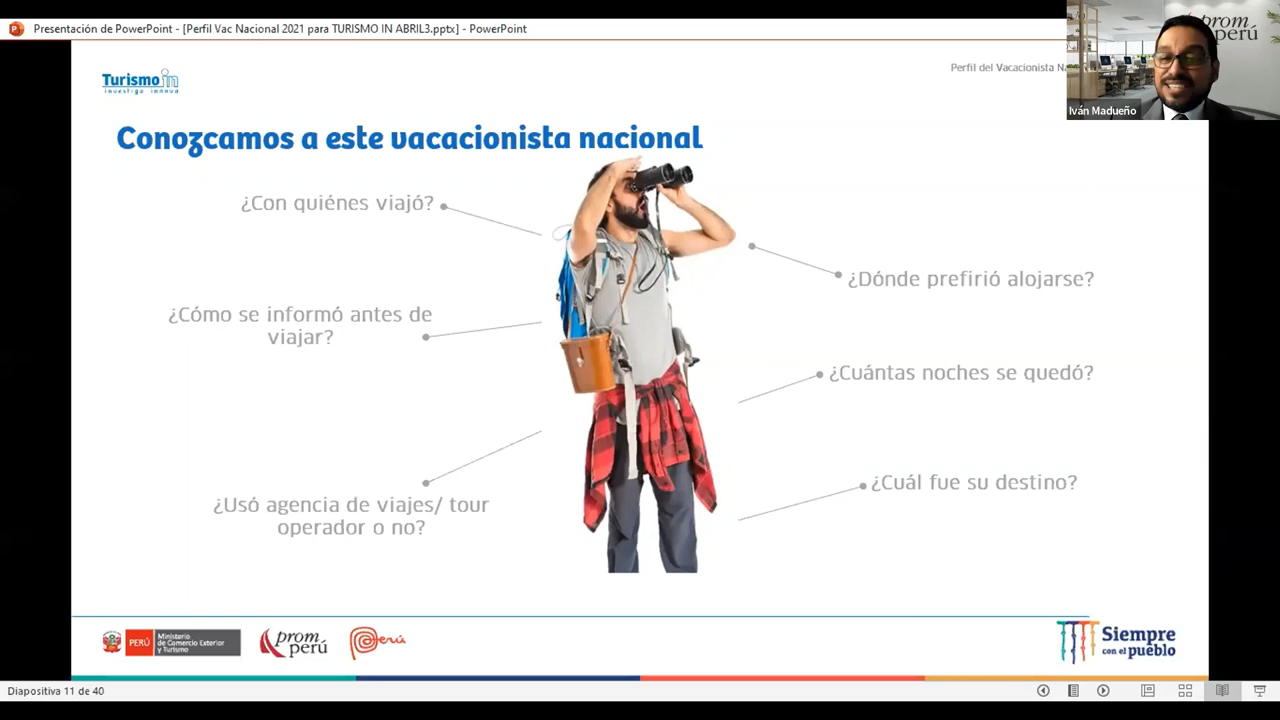 Presentación de PowerPoint - [Perfil Vac Nacional 2021 para TURISMO IN ABRIL3.pptx] - PowerPoint
prom
perú
Iván Madueño
Turismo in
investiga innova
Perfil del Vacacionista
Conozcamos a este vacacionista nacional
¿Con quiénes viajó?
¿Dónde prefirió alojarse?
¿Cómo se informó antes de
viajar?
¿Cuántas noches se quedó?
¿Cuál fue su destino?
¿Usó agencia de viajes/ tour
operador o no?
PERÚ
Ministerio
de Comercio Exterior
y Turismo
prom
perú
Perú
Siempre
con el pueblo
Diapositiva 11 de 40